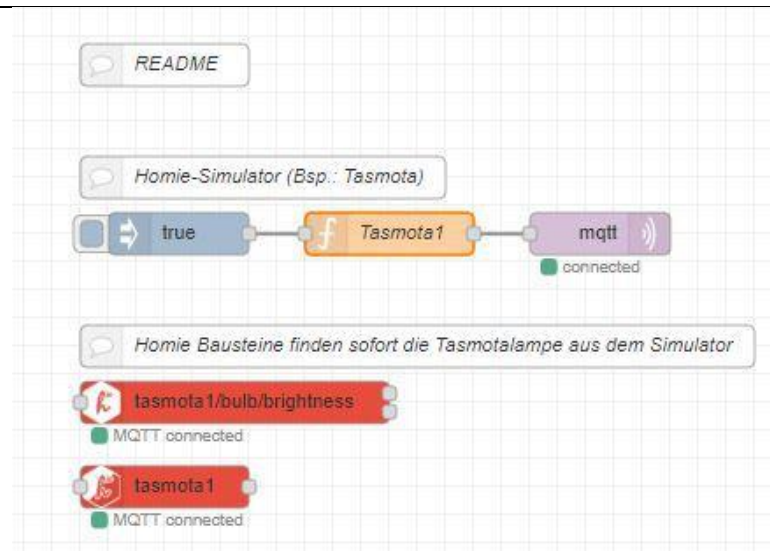 README
Homie-Simulator (Bsp.: Tasmota)
true
Tasmota1
mqtt
connected
Homie Bausteine finden sofort die Tasmotalampe aus dem Simulator
tasmota1/bulb/brightness
MQTT connected
tasmota1
MQTT connected